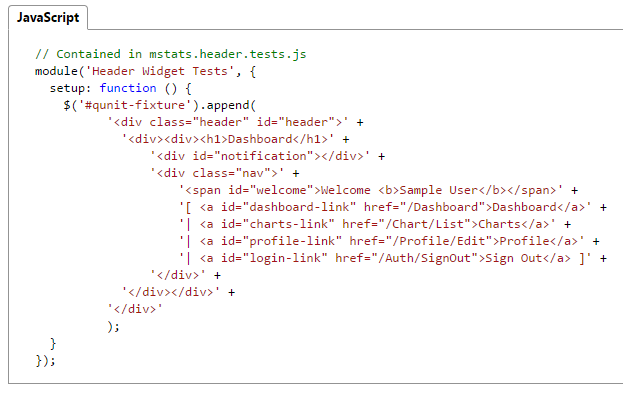 JavaScript
// Contained in mstats.header.tests.js
module('Header Widget Tests', {
  setup: function () {
    $('#qunit-fixture').append(
          '<div class="header" id="header">' +
            '<div><div><h1>Dashboard</h1>' +
                '<div id="notification"></div>' +
                '<div class="nav">' +
                    '<span id="welcome">Welcome <b>Sample User</b></span>' +
                    '[ <a id="dashboard-link" href="/Dashboard">Dashboard</a>' +
                    '| <a id="charts-link" href="/Chart/List">Charts</a>' +
                    '| <a id="profile-link" href="/Profile/Edit">Profile</a>' +
                    '| <a id="login-link" href="/Auth/SignOut">Sign Out</a> ]' +
                '</div>' +
            '</div></div>' +
          '</div>'
          );
  }
});